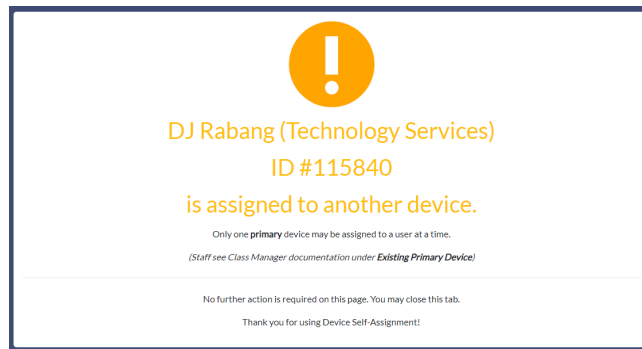 DJ Rabang (Technology Services)
ID #115840
is assigned to another device.
Only one primary device may be assigned to a user at a time.
(Staff see Class Manager documentation under Existing Primary Device)
No further action is required on this page. You may close this tab.
Thank you for using Device Self-Assignment!